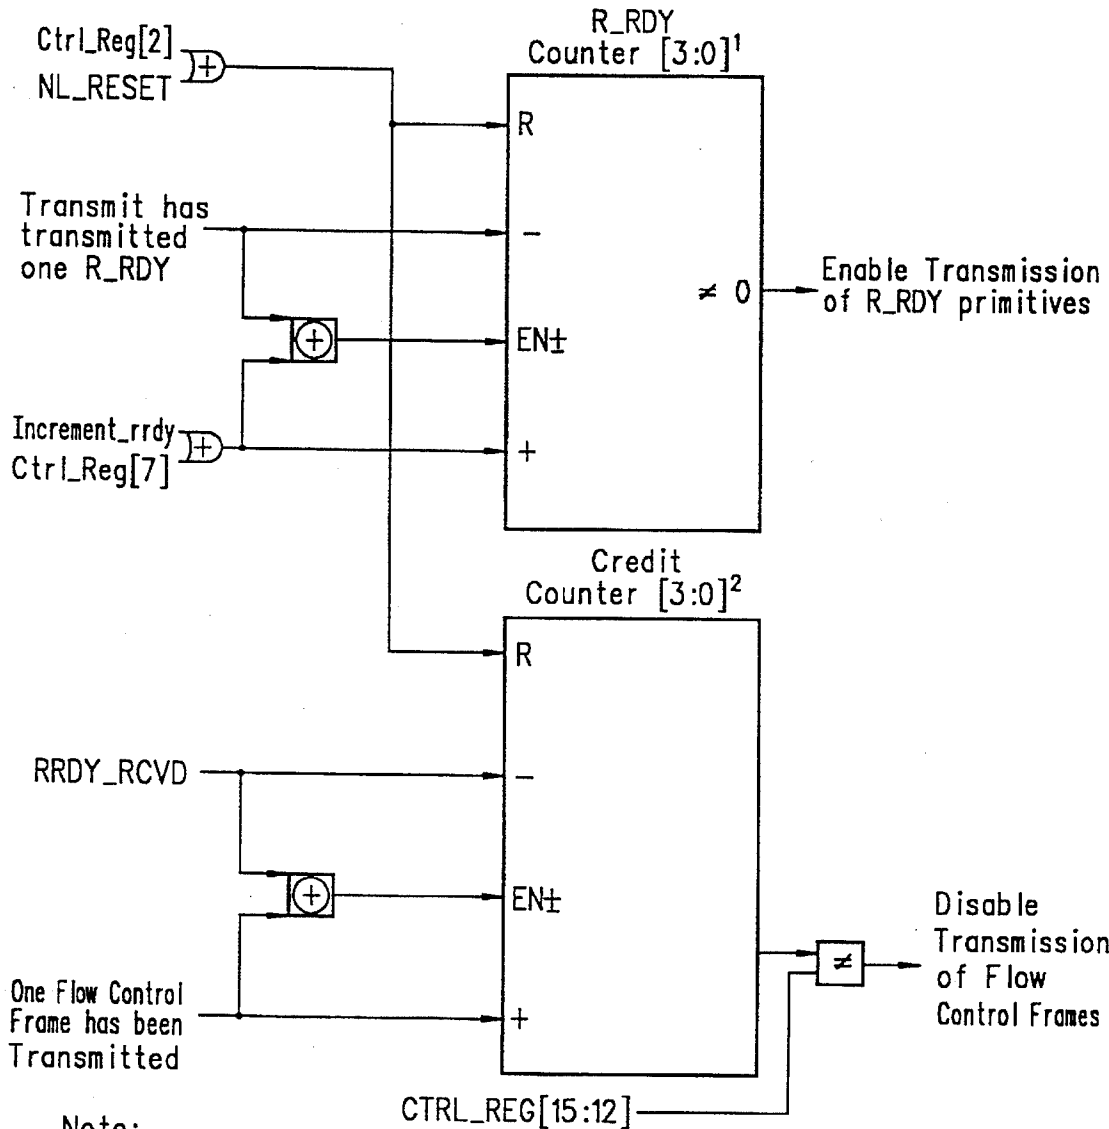 R_RDY
Counter [3:0]1
Ctrl_Reg[2]
+
NL_RESET
R
Transmit has
transmitted
one R_RDY
−
≠ 0
Enable Transmission
of R_RDY primitives
+
EN±
Increment_rrdy
+
Ctrl_Reg[7]
+
Credit
Counter [3:0]2
R
RRDY_RCVD
−
+
EN±
Disable
Transmission
of Flow
Control Frames
≠
One Flow Control
Frame has been
Transmitted
+
CTRL_REG[15:12]
Note: